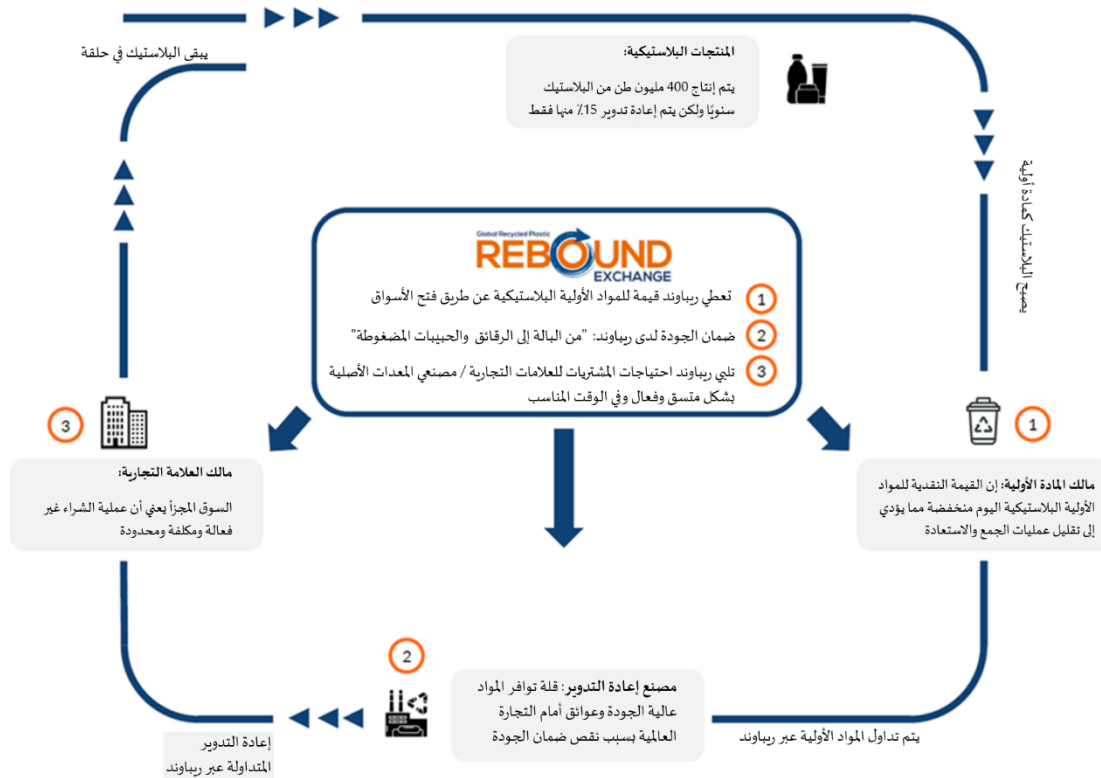 يبقى البلاستيك في حلقة
المنتجات البلاستيكية:
يتم إنتاج 400 مليون طن من البلاستيك
سنويًا ولكن يتم إعادة تدوير 15٪ منها فقط
يصبح البلاستيك كمادة أولية
Global Recycled Plastic
REBOUND
EXCHANGE
1 تعطي ريباوند قيمة للمواد الأولية البلاستيكية عن طريق فتح الأسواق
2 ضمان الجودة لدى ريباوند: "من البالة إلى الرقائق والحبيبات المضغوطة"
3 تلبي ريباوند احتياجات المشتريات للعلامات التجارية / مصنعي المعدات الأصلية
بشكل متسق وفعال وفي الوقت المناسب
1
مالك المادة الأولية: إن القيمة النقدية للمواد
الأولية البلاستيكية اليوم منخفضة مما يؤدي
إلى تقليل عمليات الجمع والاستعادة
3
مالك العلامة التجارية:
السوق المجزأ يعني أن عملية الشراء غير
فعالة ومكلفة ومحدودة
2
مصنع إعادة التدوير: قلة توافر المواد
عالية الجودة وعوائق أمام التجارة
العالمية بسبب نقص ضمان الجودة
يتم تداول المواد الأولية عبر ريباوند
إعادة التدوير
المتداولة عبر ريباوند